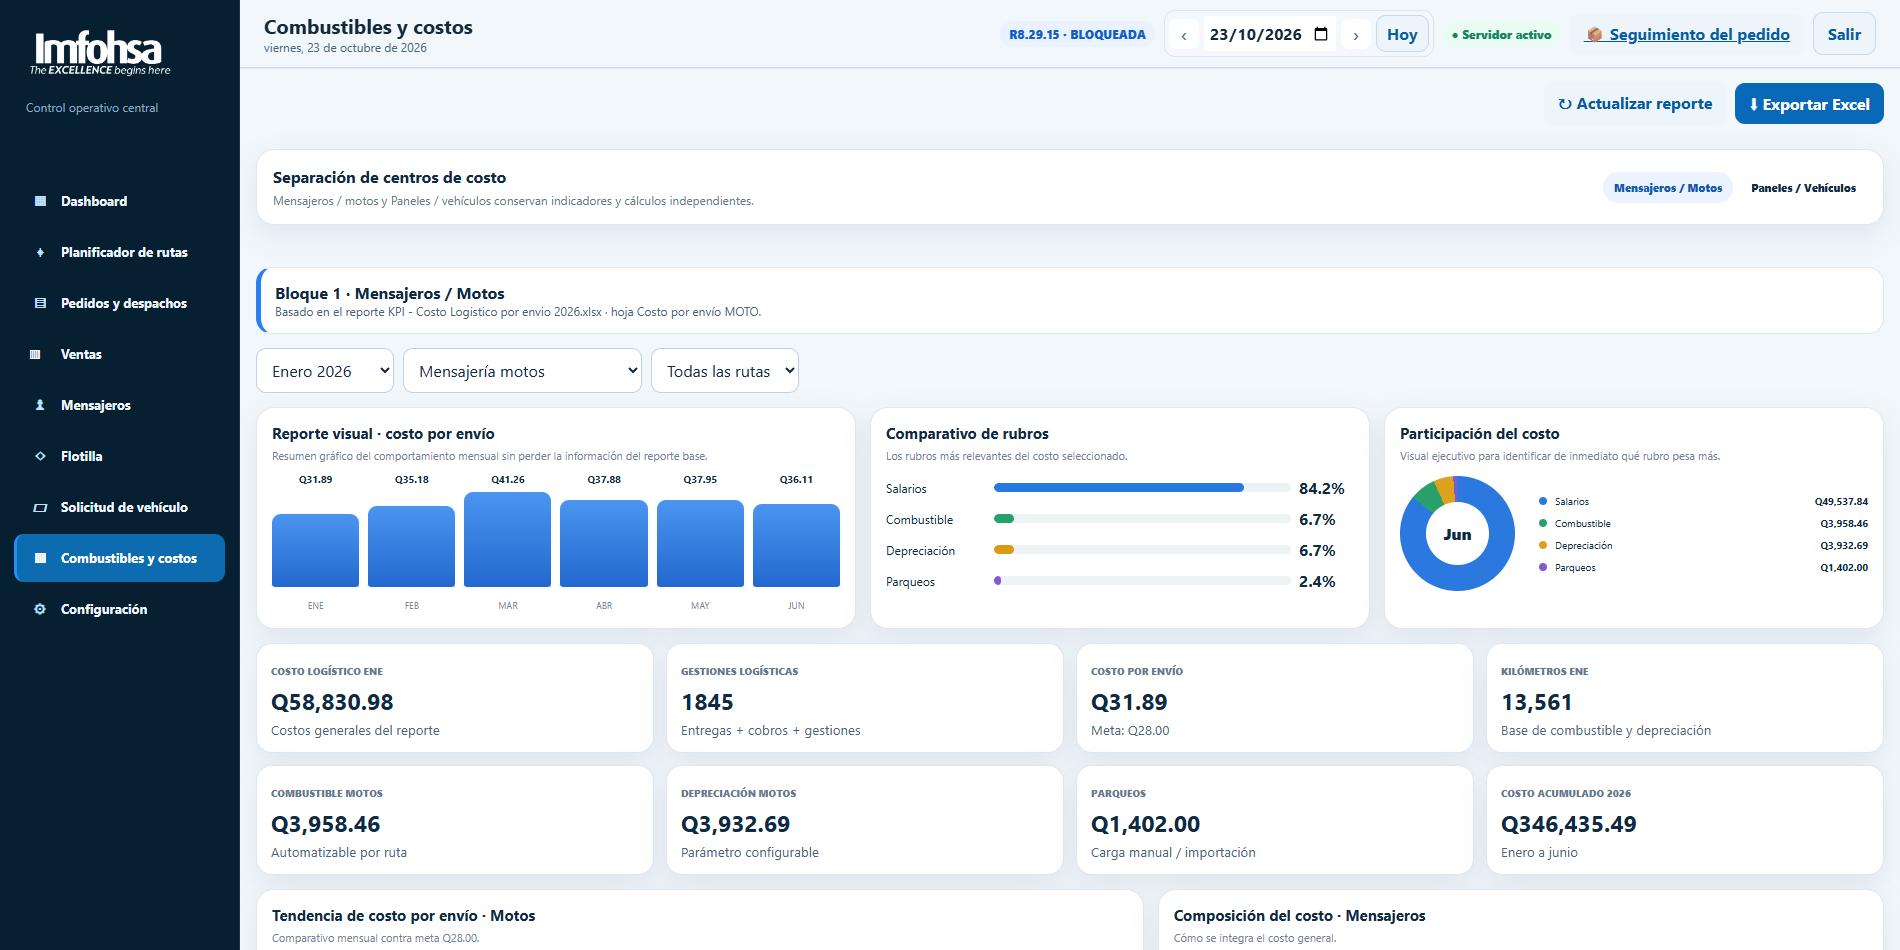 Imfohsa
The EXCELLENCE begins here
Control operativo central
Dashboard
Planificador de rutas
Pedidos y despachos
Ventas
Mensajeros
Flotilla
Solicitud de vehículo
Combustibles y costos
Configuración
Combustibles y costos
viernes, 23 de octubre de 2026
R8.29.15 · BLOQUEADA
‹ 23/10/2026 › Hoy
● Servidor activo
📦 Seguimiento del pedido
Salir
↻ Actualizar reporte
⬇ Exportar Excel
Separación de centros de costo
Mensajeros / motos y Paneles / vehículos conservan indicadores y cálculos independientes.
Mensajeros / Motos
Paneles / Vehículos
Bloque 1 · Mensajeros / Motos
Basado en el reporte KPI - Costo Logistico por envio 2026.xlsx · hoja Costo por envío MOTO.
Enero 2026
Mensajería motos
Todas las rutas
Reporte visual · costo por envío
Resumen gráfico del comportamiento mensual sin perder la información del reporte base.
Q31.89 Q35.18 Q41.26 Q37.88 Q37.95 Q36.11
ENE FEB MAR ABR MAY JUN
Comparativo de rubros
Los rubros más relevantes del costo seleccionado.
Salarios 84.2%
Combustible 6.7%
Depreciación 6.7%
Parqueos 2.4%
Participación del costo
Visual ejecutivo para identificar de inmediato qué rubro pesa más.
Jun
Salarios Q49,537.84
Combustible Q3,958.46
Depreciación Q3,932.69
Parqueos Q1,402.00
COSTO LOGÍSTICO ENE
Q58,830.98
Costos generales del reporte
GESTIONES LOGÍSTICAS
1845
Entregas + cobros + gestiones
COSTO POR ENVÍO
Q31.89
Meta: Q28.00
KILÓMETROS ENE
13,561
Base de combustible y depreciación
COMBUSTIBLE MOTOS
Q3,958.46
Automatizable por ruta
DEPRECIACIÓN MOTOS
Q3,932.69
Parámetro configurable
PARQUEOS
Q1,402.00
Carga manual / importación
COSTO ACUMULADO 2026
Q346,435.49
Enero a junio
Tendencia de costo por envío · Motos
Comparativo mensual contra meta Q28.00.
Composición del costo · Mensajeros
Cómo se integra el costo general.